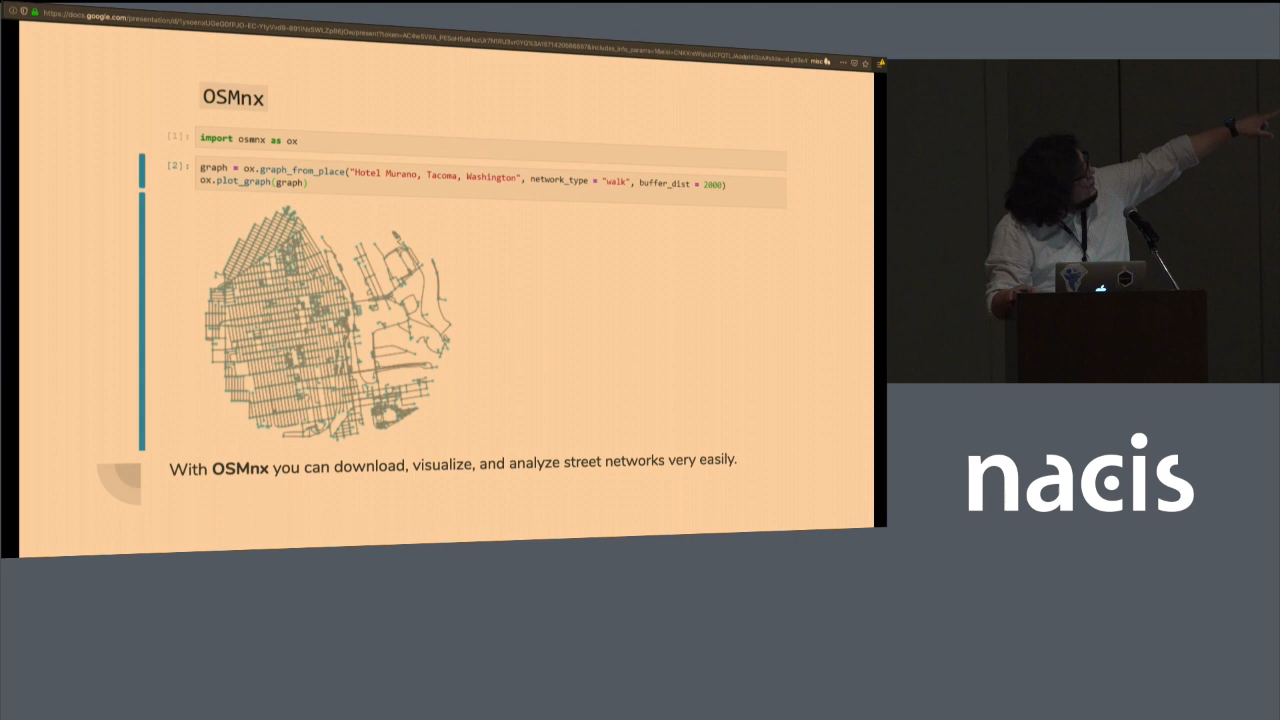 OSMnx
[1]: import osmnx as ox
[2]: graph = ox.graph_from_place("Hotel Murano, Tacoma, Washington", network_type = "walk", buffer_dist = 2000)
ox.plot_graph(graph)
With OSMnx you can download, visualize, and analyze street networks very easily.
nacis